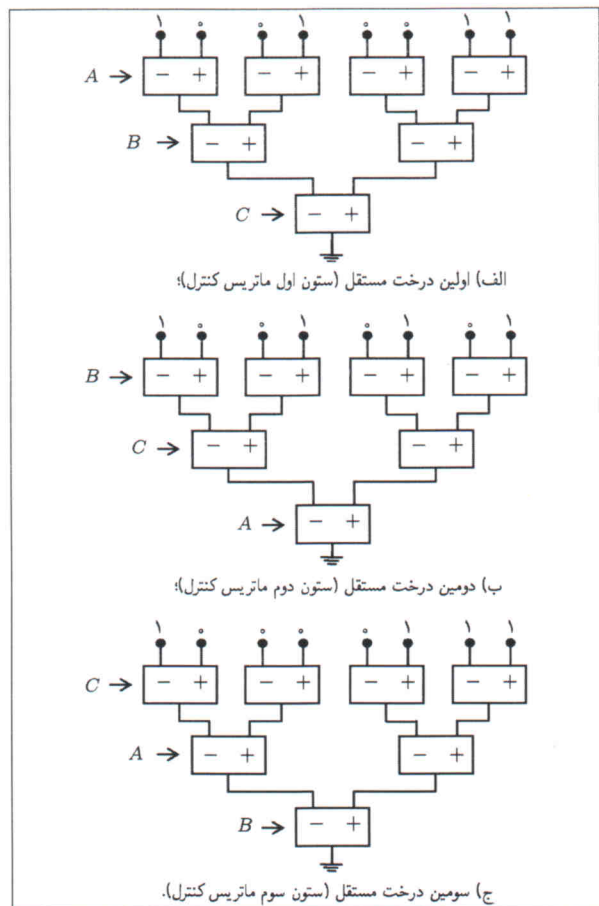 ۱ ۰ ۰ ۱ ۰ ۰ ۱ ۱
A → − + − + − + − +
B → − + − +
C → − +
الف) اولین درخت مستقل (ستون اول ماتریس کنترل)؛
۱ ۰ ۰ ۱ ۰ ۱ ۰ ۱
B → − + − + − + − +
C → − + − +
A → − +
ب) دومین درخت مستقل (ستون دوم ماتریس کنترل)؛
۱ ۰ ۰ ۰ ۰ ۱ ۱ ۱
C → − + − + − + − +
A → − + − +
B → − +
ج) سومین درخت مستقل (ستون سوم ماتریس کنترل).